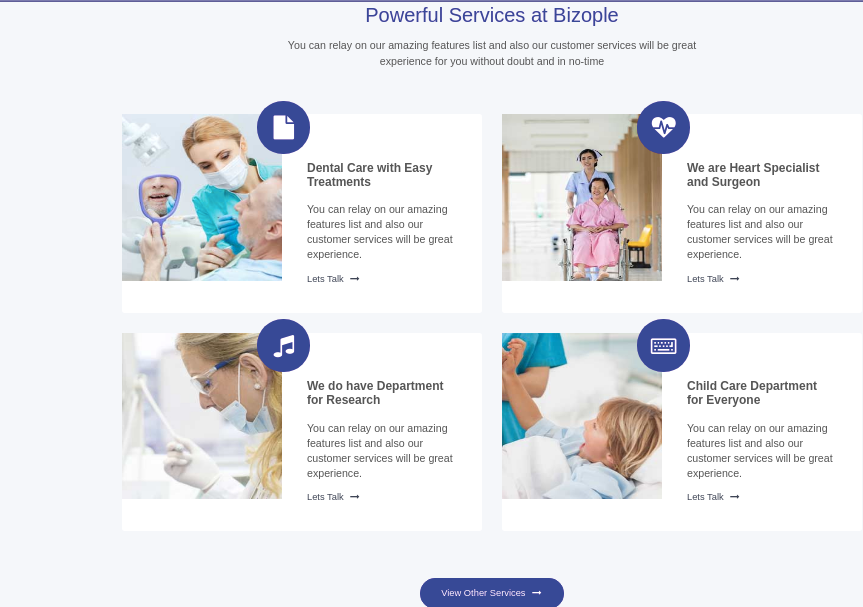 Powerful Services at Bizople
You can relay on our amazing features list and also our customer services will be great
experience for you without doubt and in no-time
Dental Care with Easy
Treatments
You can relay on our amazing
features list and also our
customer services will be great
experience.
Lets Talk
We are Heart Specialist
and Surgeon
You can relay on our amazing
features list and also our
customer services will be great
experience.
Lets Talk
We do have Department
for Research
You can relay on our amazing
features list and also our
customer services will be great
experience.
Lets Talk
Child Care Department
for Everyone
You can relay on our amazing
features list and also our
customer services will be great
experience.
Lets Talk
View Other Services